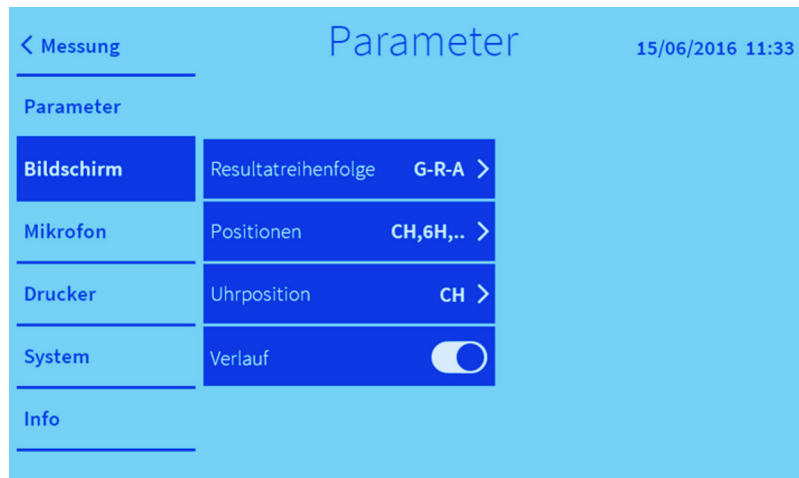 Messung
Parameter
15/06/2016 11:33
Parameter
Bildschirm
Resultatreihenfolge G-R-A
Mikrofon
Positionen CH,6H,..
Drucker
Uhrposition CH
System
Verlauf
Info